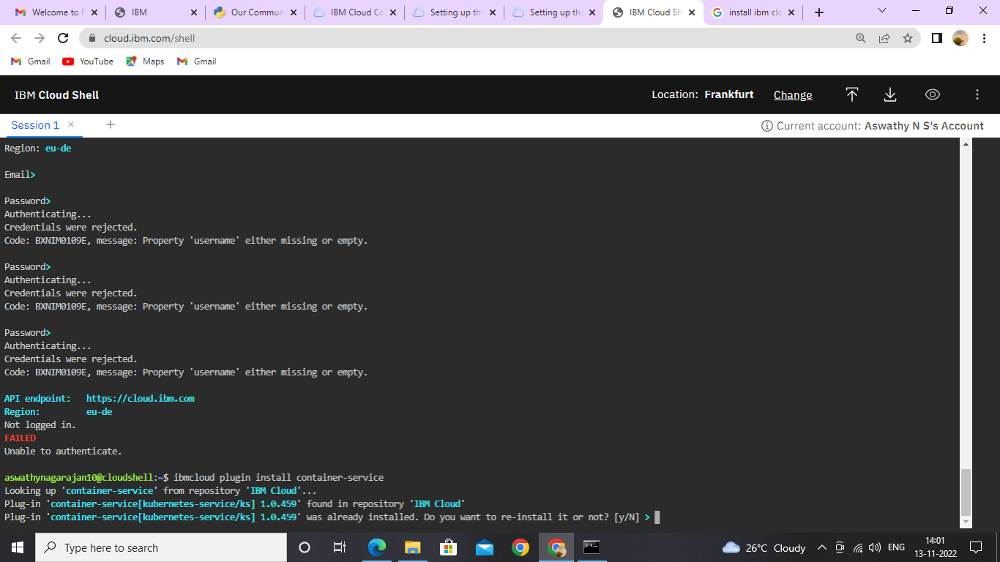 Welcome to P
IBM
Our Commun
IBM Cloud Co
Setting up the
Setting up the
IBM Cloud Sh
install ibm clo
cloud.ibm.com/shell
Gmail
YouTube
Maps
Gmail
IBM Cloud Shell
Location: Frankfurt
Change
Session 1
Current account: Aswathy N S's Account
Region: eu-de
Email>
Password>
Authenticating...
Credentials were rejected.
Code: BXNIM0109E, message: Property 'username' either missing or empty.
Password>
Authenticating...
Credentials were rejected.
Code: BXNIM0109E, message: Property 'username' either missing or empty.
Password>
Authenticating...
Credentials were rejected.
Code: BXNIM0109E, message: Property 'username' either missing or empty.
API endpoint: https://cloud.ibm.com
Region: eu-de
Not logged in.
FAILED
Unable to authenticate.
aswathynagarajan10@cloudshell:~$ ibmcloud plugin install container-service
Looking up 'container-service' from repository 'IBM Cloud'...
Plug-in 'container-service[kubernetes-service/ks] 1.0.459' found in repository 'IBM Cloud'
Plug-in 'container-service[kubernetes-service/ks] 1.0.459' was already installed. Do you want to re-install it or not? [y/N] >
Type here to search
26°C Cloudy
ENG
14:01
13-11-2022